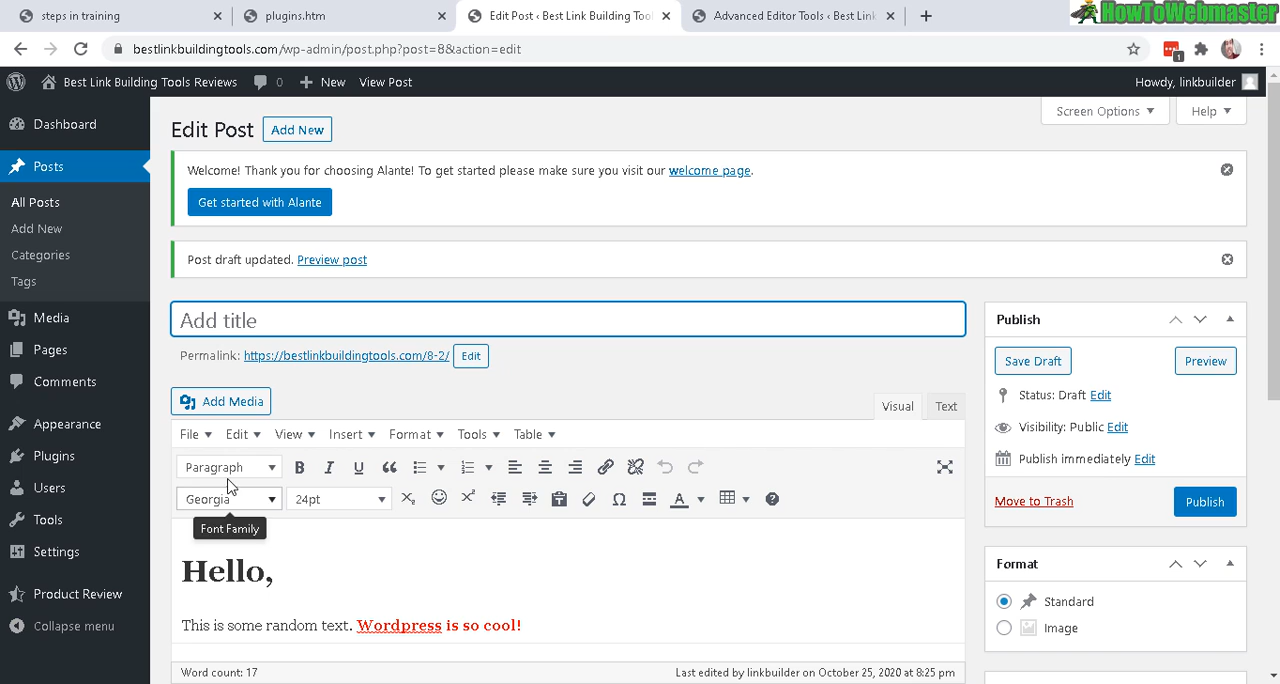 steps in training
plugins.htm
Edit Post ‹ Best Link Building Too
Advanced Editor Tools ‹ Best Link
HowToWebmaster
bestlinkbuildingtools.com/wp-admin/post.php?post=8&action=edit
1
Best Link Building Tools Reviews
0
New
View Post
Howdy, linkbuilder
Dashboard
Posts
All Posts
Add New
Categories
Tags
Media
Pages
Comments
Appearance
Plugins
Users
Tools
Settings
Product Review
Collapse menu
Screen Options
Help
Edit Post
Add New
Welcome! Thank you for choosing Alante! To get started please make sure you visit our welcome page.
Get started with Alante
Post draft updated. Preview post
Add title
Permalink: https://bestlinkbuildingtools.com/8-2/ Edit
Add Media
Visual
Text
File Edit View Insert Format Tools Table
Paragraph
Georgia
24pt
Font Family
Hello,
This is some random text. Wordpress is so cool!
Word count: 17
Last edited by linkbuilder on October 25, 2020 at 8:25 pm
Publish
Save Draft
Preview
Status: Draft Edit
Visibility: Public Edit
Publish immediately Edit
Move to Trash
Publish
Format
Standard
Image